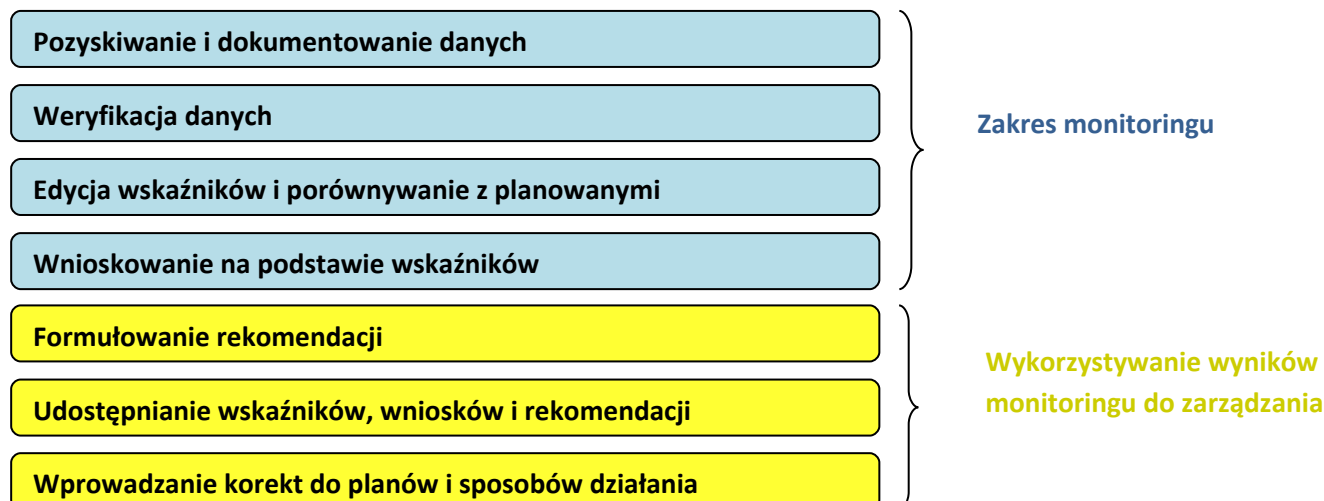 Pozyskiwanie i dokumentowanie danych
Weryfikacja danych
Edycja wskaźników i porównywanie z planowanymi
Wnioskowanie na podstawie wskaźników
Zakres monitoringu
Formułowanie rekomendacji
Udostępnianie wskaźników, wniosków i rekomendacji
Wprowadzanie korekt do planów i sposobów działania
Wykorzystywanie wyników
monitoringu do zarządzania